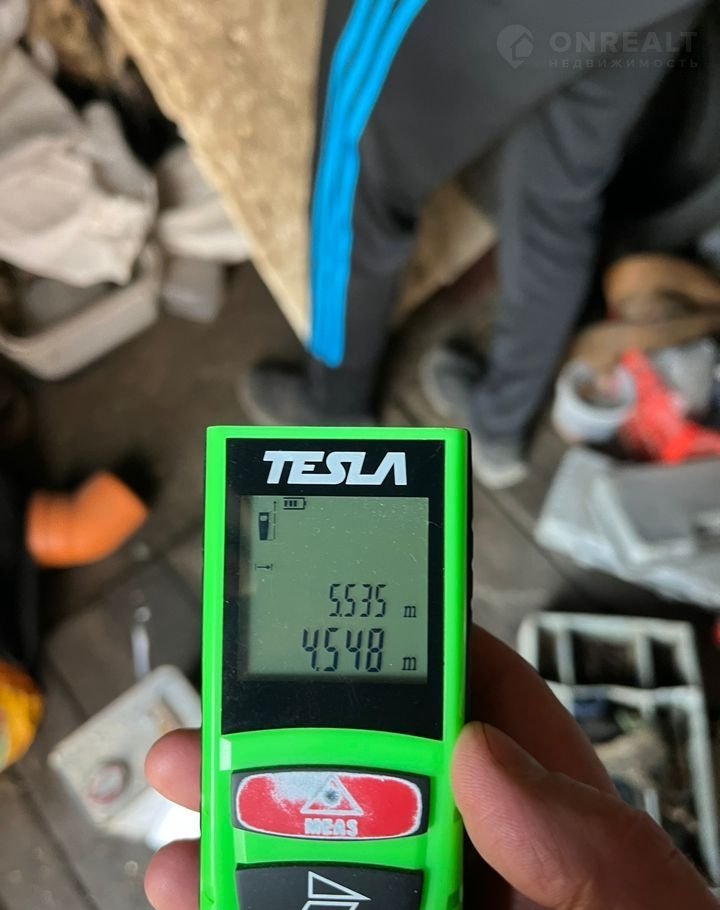 ONREALT
НЕДВИЖИМОСТЬ
TESLA
5.535 m
4.548 m
MEAS